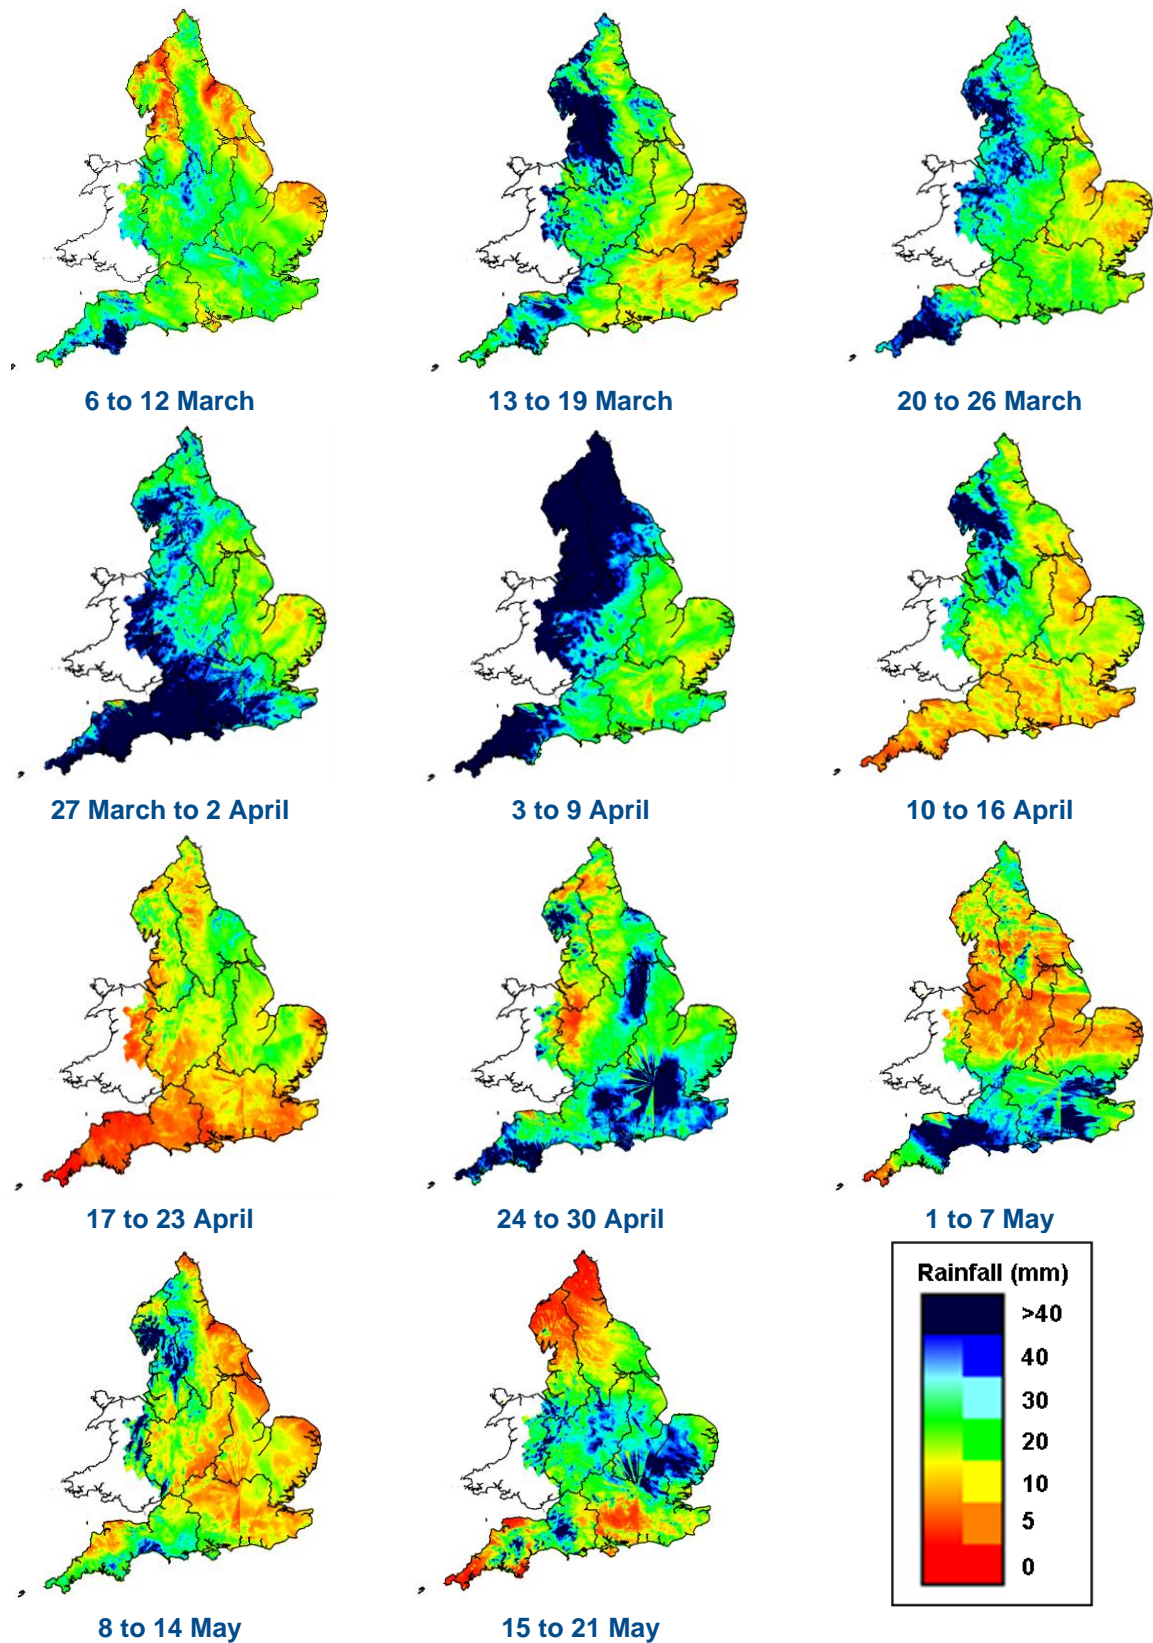 6 to 12 March
13 to 19 March
20 to 26 March
27 March to 2 April
3 to 9 April
10 to 16 April
17 to 23 April
24 to 30 April
1 to 7 May
Rainfall (mm)
>40
40
30
20
10
5
0
8 to 14 May
15 to 21 May